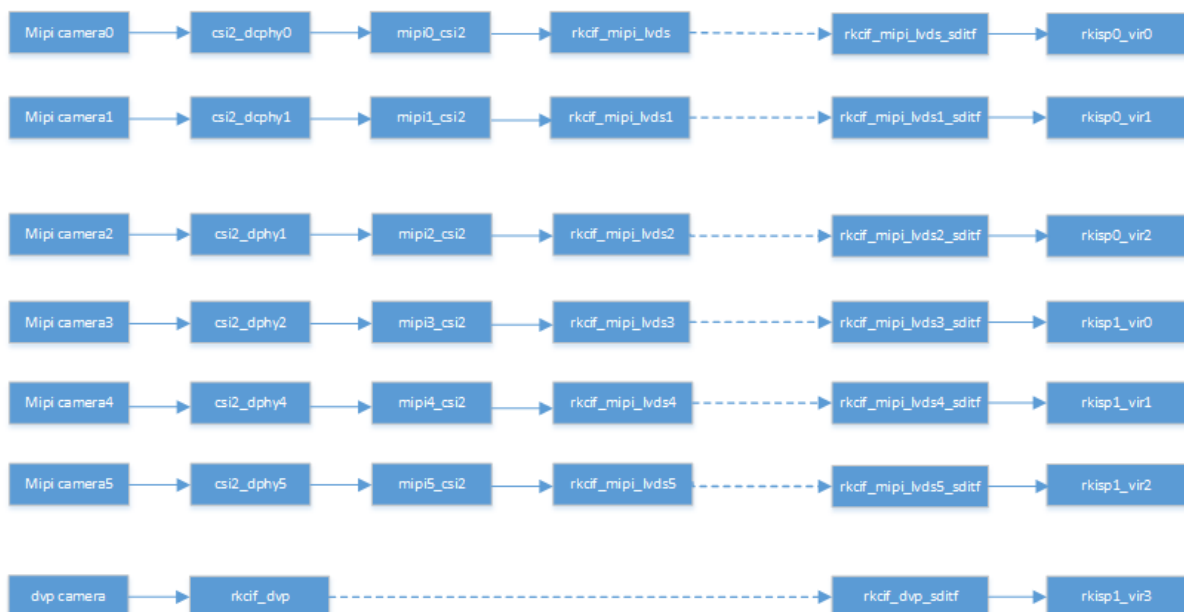 Mipi camera0 csi2_dcphy0 mipi0_csi2 rkcif_mipi_lvds rkcif_mipi_lvds_sditf rkisp0_vir0
Mipi camera1 csi2_dcphy1 mipi1_csi2 rkcif_mipi_lvds1 rkcif_mipi_lvds1_sditf rkisp0_vir1
Mipi camera2 csi2_dphy1 mipi2_csi2 rkcif_mipi_lvds2 rkcif_mipi_lvds2_sditf rkisp0_vir2
Mipi camera3 csi2_dphy2 mipi3_csi2 rkcif_mipi_lvds3 rkcif_mipi_lvds3_sditf rkisp1_vir0
Mipi camera4 csi2_dphy4 mipi4_csi2 rkcif_mipi_lvds4 rkcif_mipi_lvds4_sditf rkisp1_vir1
Mipi camera5 csi2_dphy5 mipi5_csi2 rkcif_mipi_lvds5 rkcif_mipi_lvds5_sditf rkisp1_vir2
dvp camera rkcif_dvp rkcif_dvp_sditf rkisp1_vir3